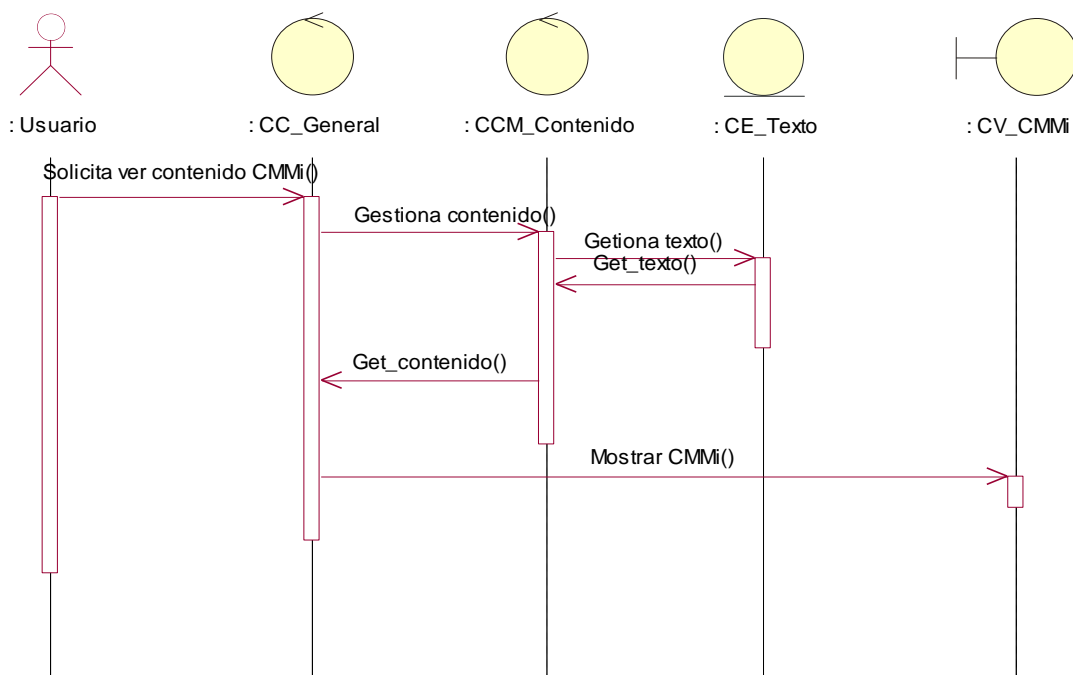 : Usuario
: CC_General
: CCM_Contenido
: CE_Texto
: CV_CMMi
Solicita ver contenido CMMi()
Gestiona contenido()
Getiona texto()
Get_texto()
Get_contenido()
Mostrar CMMi()